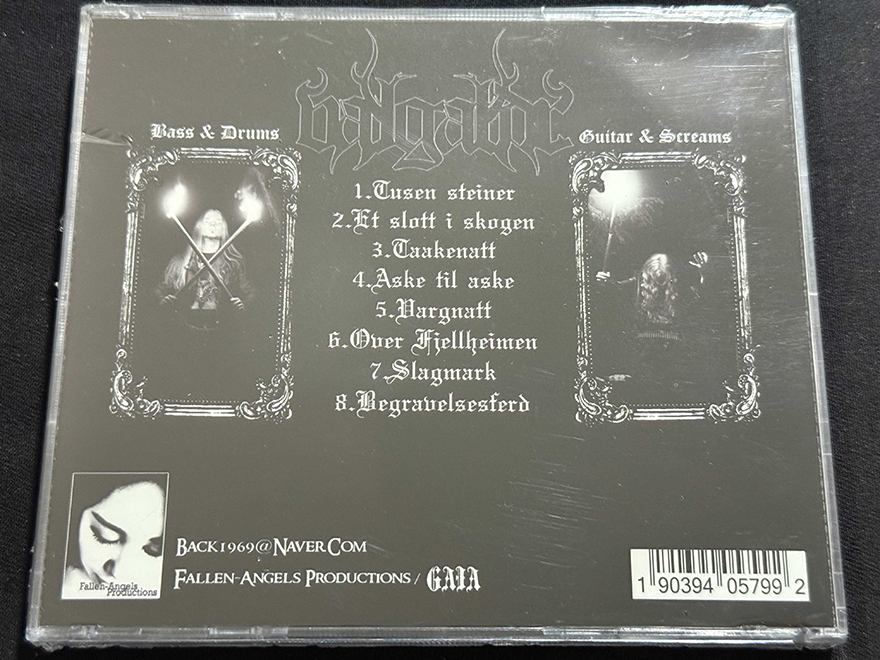 Valgaldr
Bass & Drums
Guitar & Screams
1.Tusen steiner
2.Et slott i skogen
3.Taakenatt
4.Aske til aske
5.Vargnatt
6.Over Fjellheimen
7.Slagmark
8.Begravelsesferd
Fallen-Angels
Productions
Back1969@Naver.Com
Fallen-Angels Productions / GAIA
1 90394 05799 2